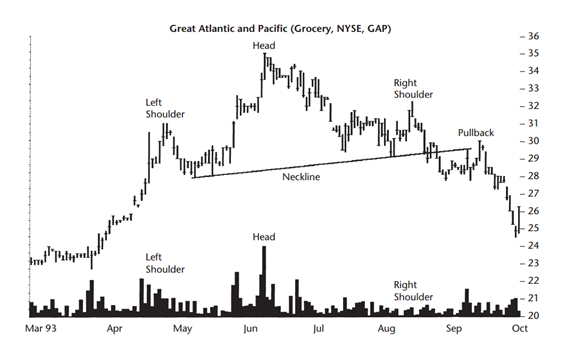 Great Atlantic and Pacific (Grocery, NYSE, GAP)
Head
Left
Shoulder
Right
Shoulder
Pullback
Neckline
Head
Left
Shoulder
Right
Shoulder
36
35
34
33
32
31
30
29
28
27
26
25
24
23
22
21
20
Mar 93 Apr May Jun Jul Aug Sep Oct